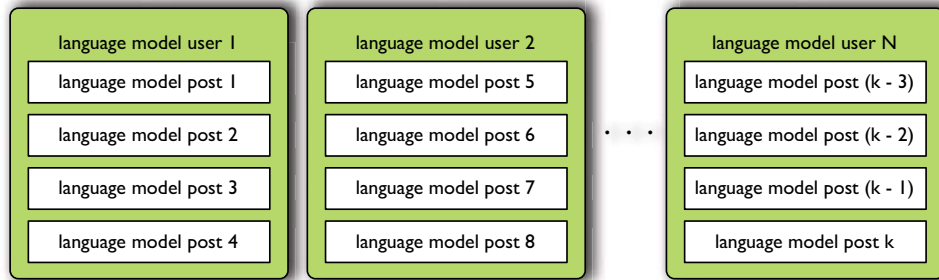 language model user 1
language model post 1
language model post 2
language model post 3
language model post 4
language model user 2
language model post 5
language model post 6
language model post 7
language model post 8
. . . .
language model user N
language model post (k - 3)
language model post (k - 2)
language model post (k - 1)
language model post k